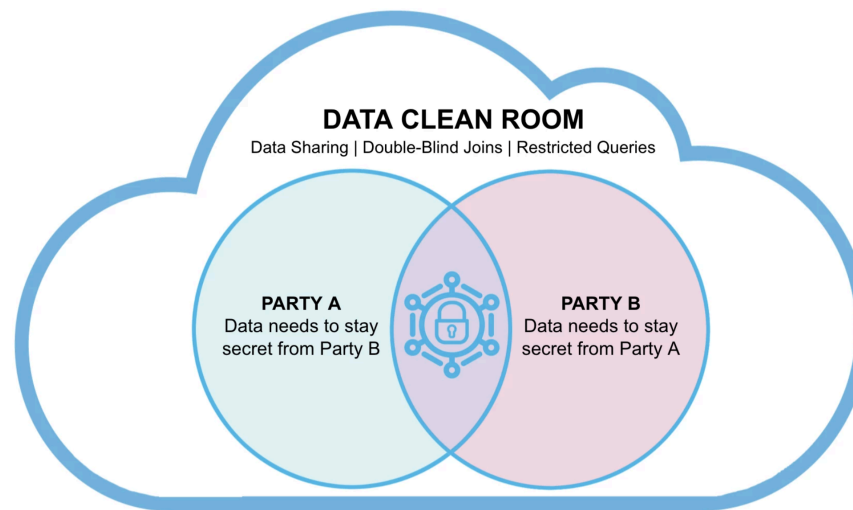 DATA CLEAN ROOM
Data Sharing | Double-Blind Joins | Restricted Queries
PARTY A
Data needs to stay
secret from Party B
PARTY B
Data needs to stay
secret from Party A